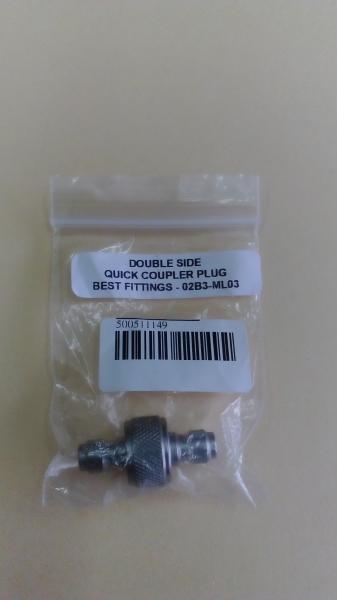 DOUBLE SIDE
QUICK COUPLER PLUG
BEST FITTINGS - 02B3-ML03
500511149